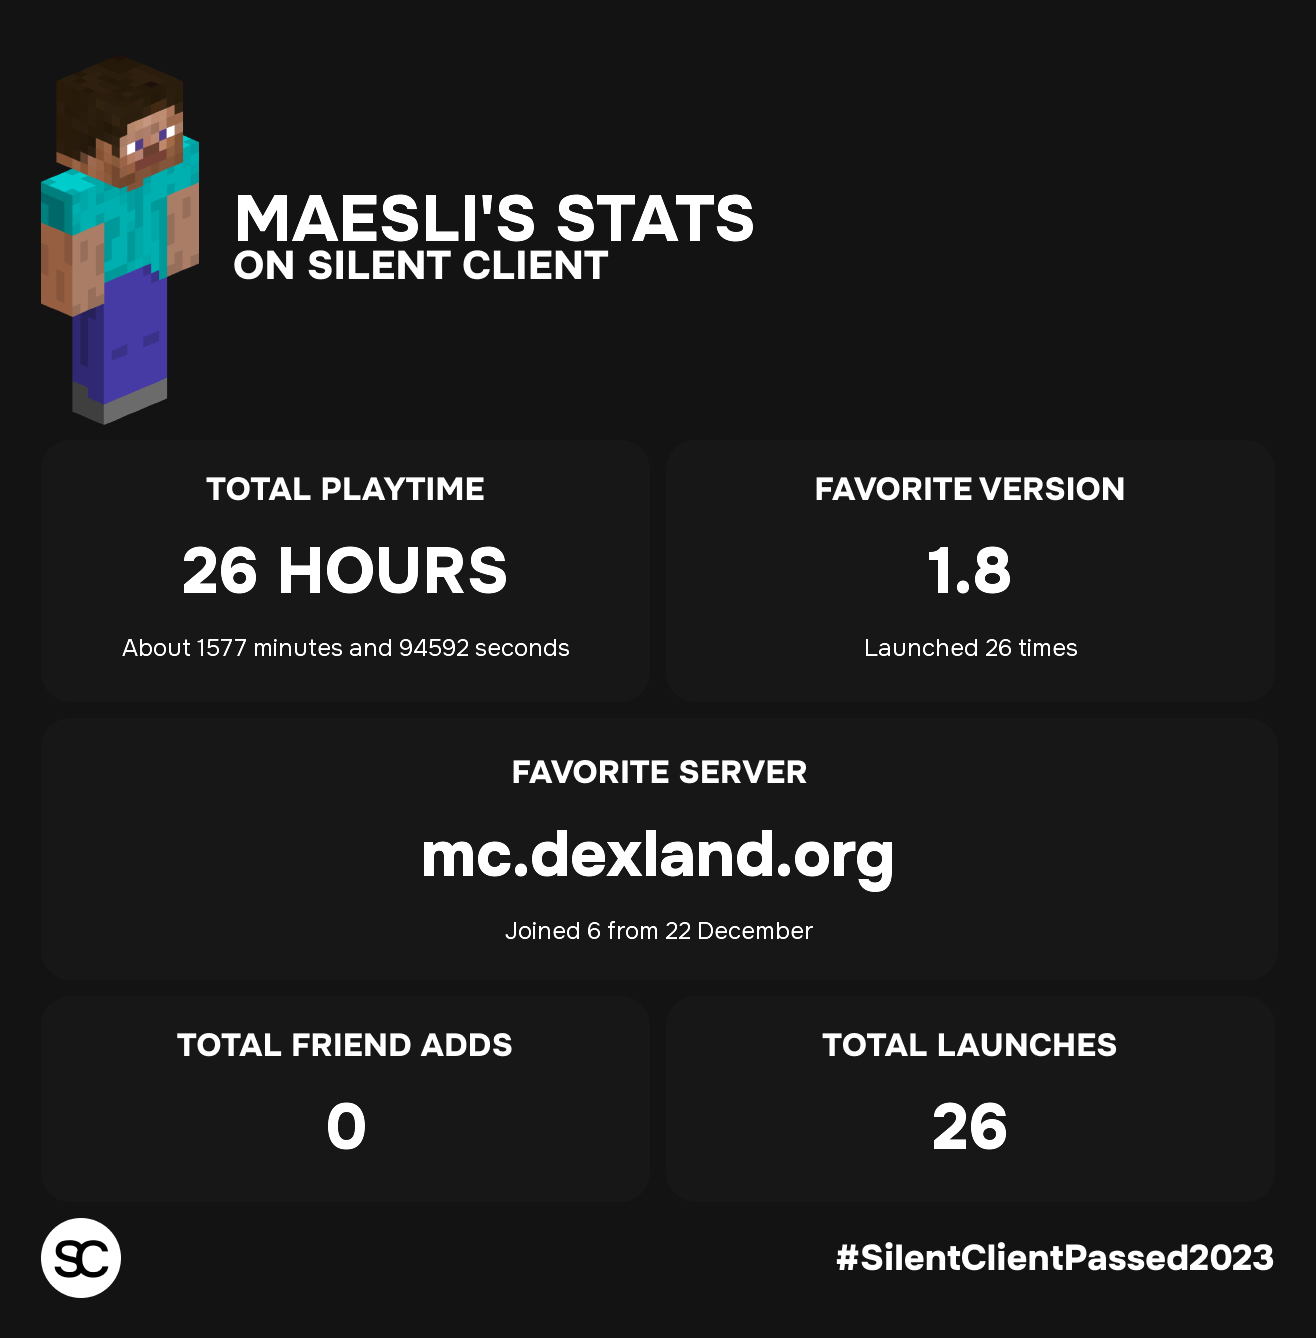 MAESLI'S STATS
ON SILENT CLIENT
TOTAL PLAYTIME
26 HOURS
About 1577 minutes and 94592 seconds
FAVORITE VERSION
1.8
Launched 26 times
FAVORITE SERVER
mc.dexland.org
Joined 6 from 22 December
TOTAL FRIEND ADDS
0
TOTAL LAUNCHES
26
SC
#SilentClientPassed2023